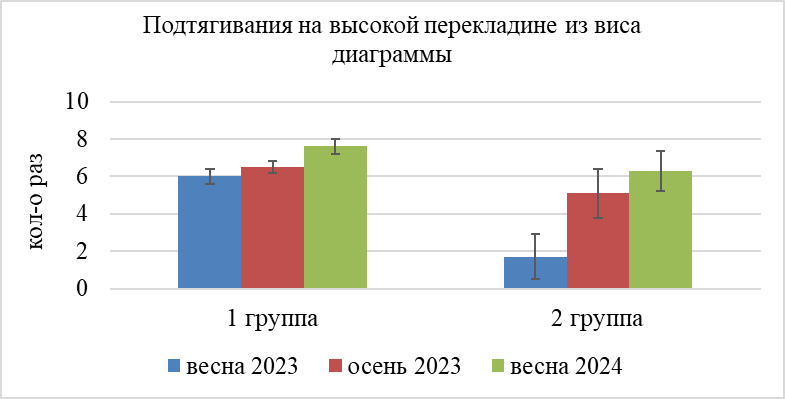 Подтягивания на высокой перекладине из виса
диаграммы
кол-о раз
10
8
6
4
2
0
1 группа
2 группа
весна 2023
осень 2023
весна 2024